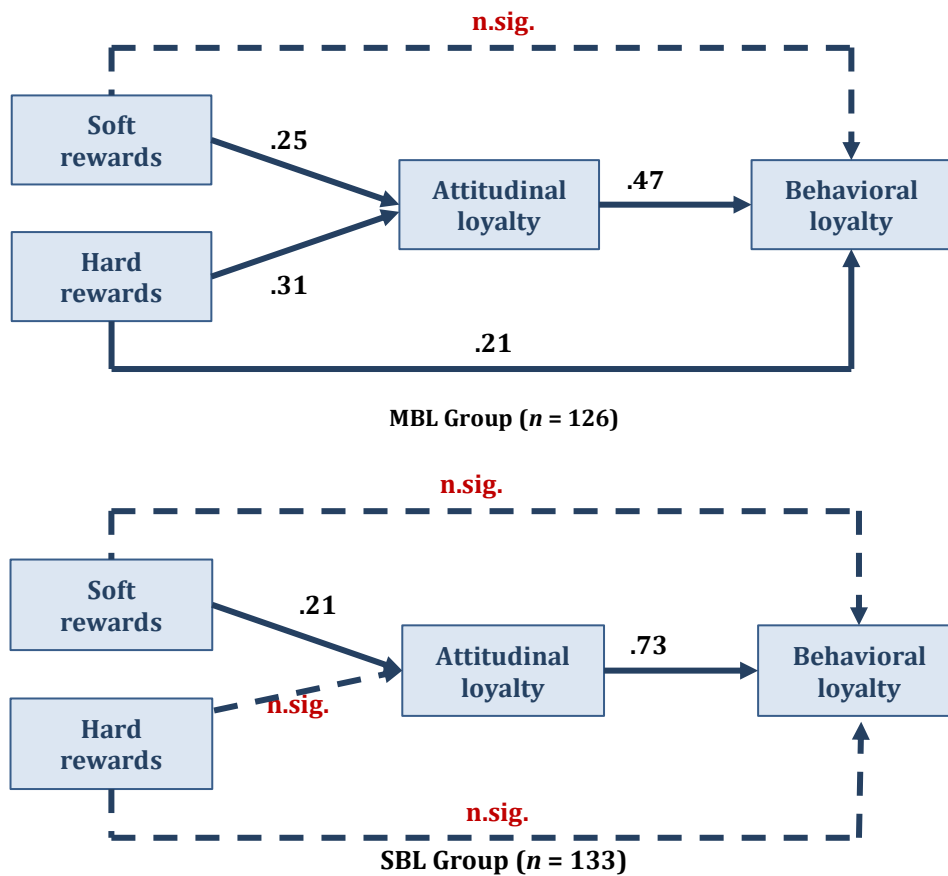 n.sig.
Soft
rewards
.25
Attitudinal
loyalty
.47
Behavioral
loyalty
Hard
rewards
.31
.21
MBL Group (n = 126)
n.sig.
Soft
rewards
.21
Attitudinal
loyalty
.73
Behavioral
loyalty
n.sig.
Hard
rewards
n.sig.
SBL Group (n = 133)